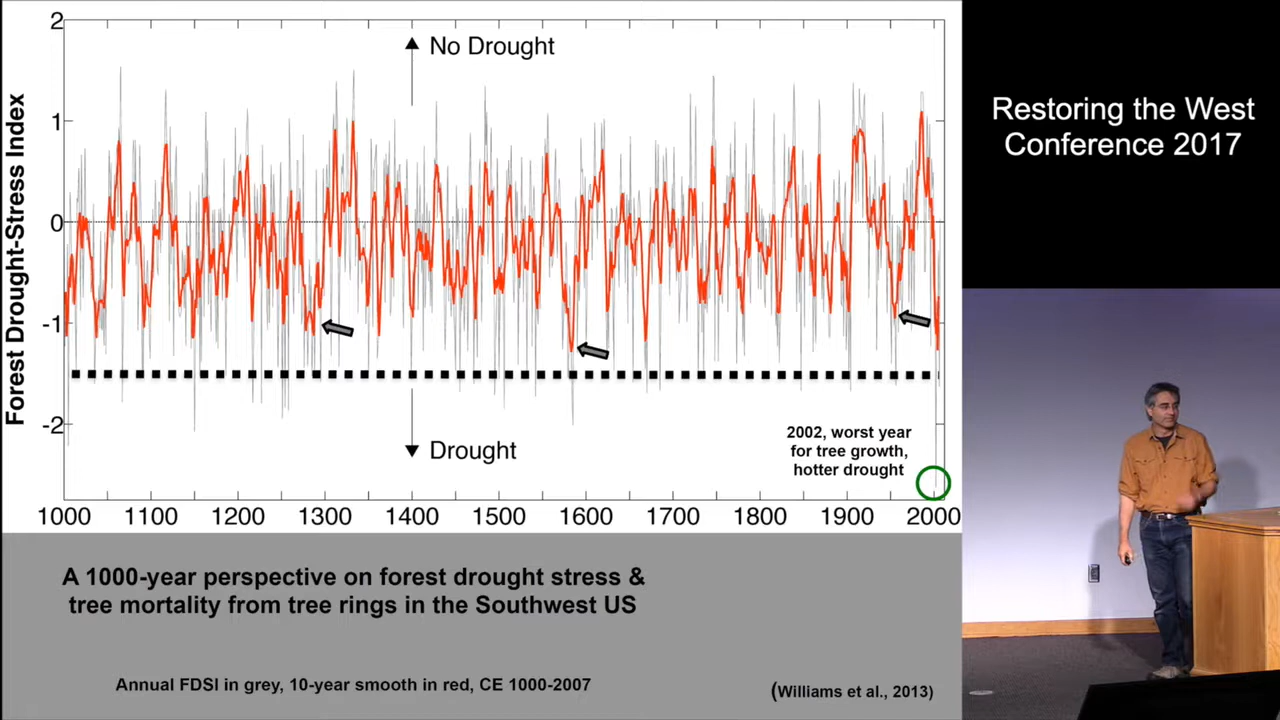 2
1
0
-1
-2
Forest Drought-Stress Index
No Drought
Drought
2002, worst year
for tree growth,
hotter drought
1000 1100 1200 1300 1400 1500 1600 1700 1800 1900 2000
A 1000-year perspective on forest drought stress &
tree mortality from tree rings in the Southwest US
Annual FDSI in grey, 10-year smooth in red, CE 1000-2007
(Williams et al., 2013)
Restoring the West
Conference 2017